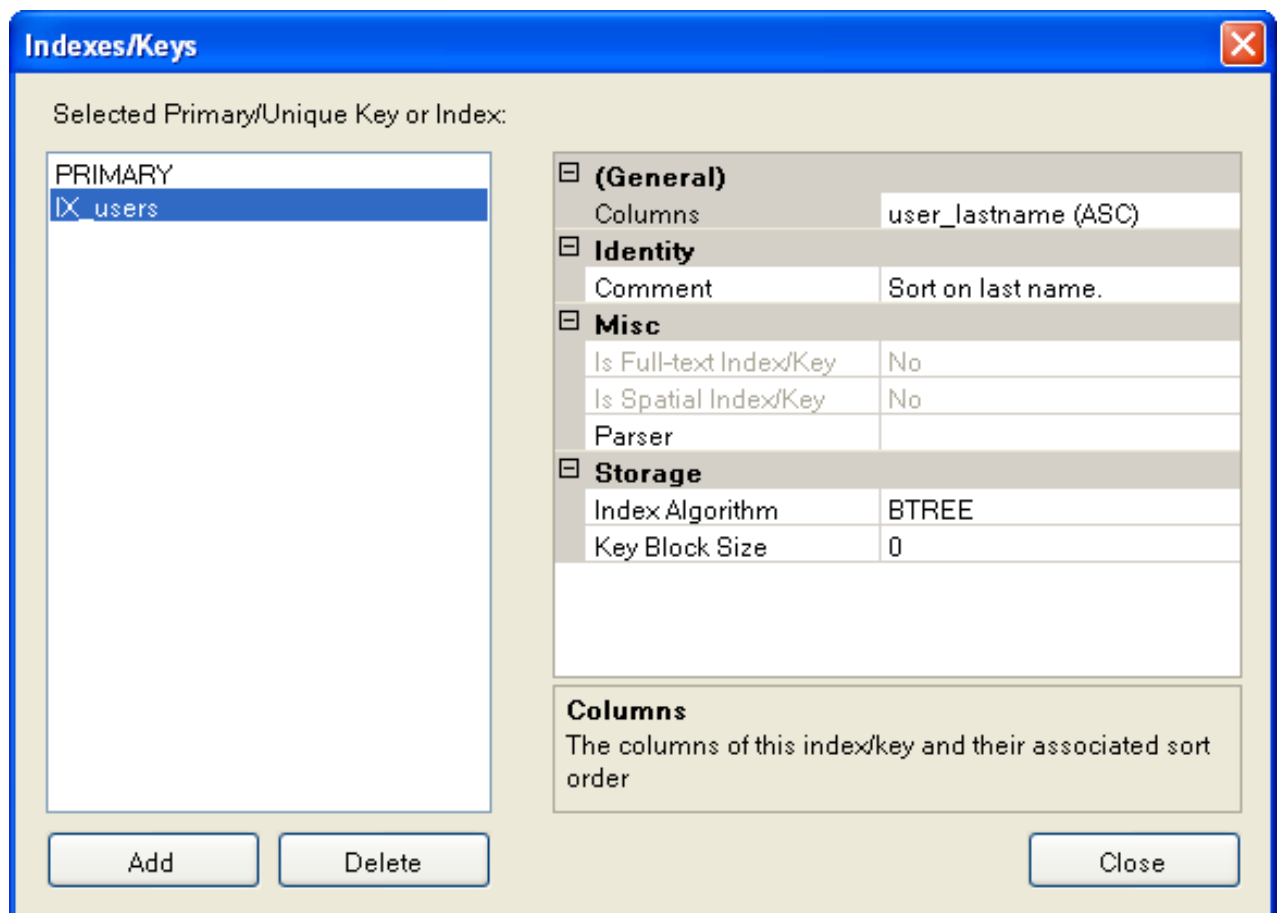 Indexes/Keys
Selected Primary/Unique Key or Index:
PRIMARY
IX_users
(General)
Columns user_lastname (ASC)
Identity
Comment Sort on last name.
Misc
Is Full-text Index/Key No
Is Spatial Index/Key No
Parser
Storage
Index Algorithm BTREE
Key Block Size 0
Columns
The columns of this index/key and their associated sort
order
Add Delete Close